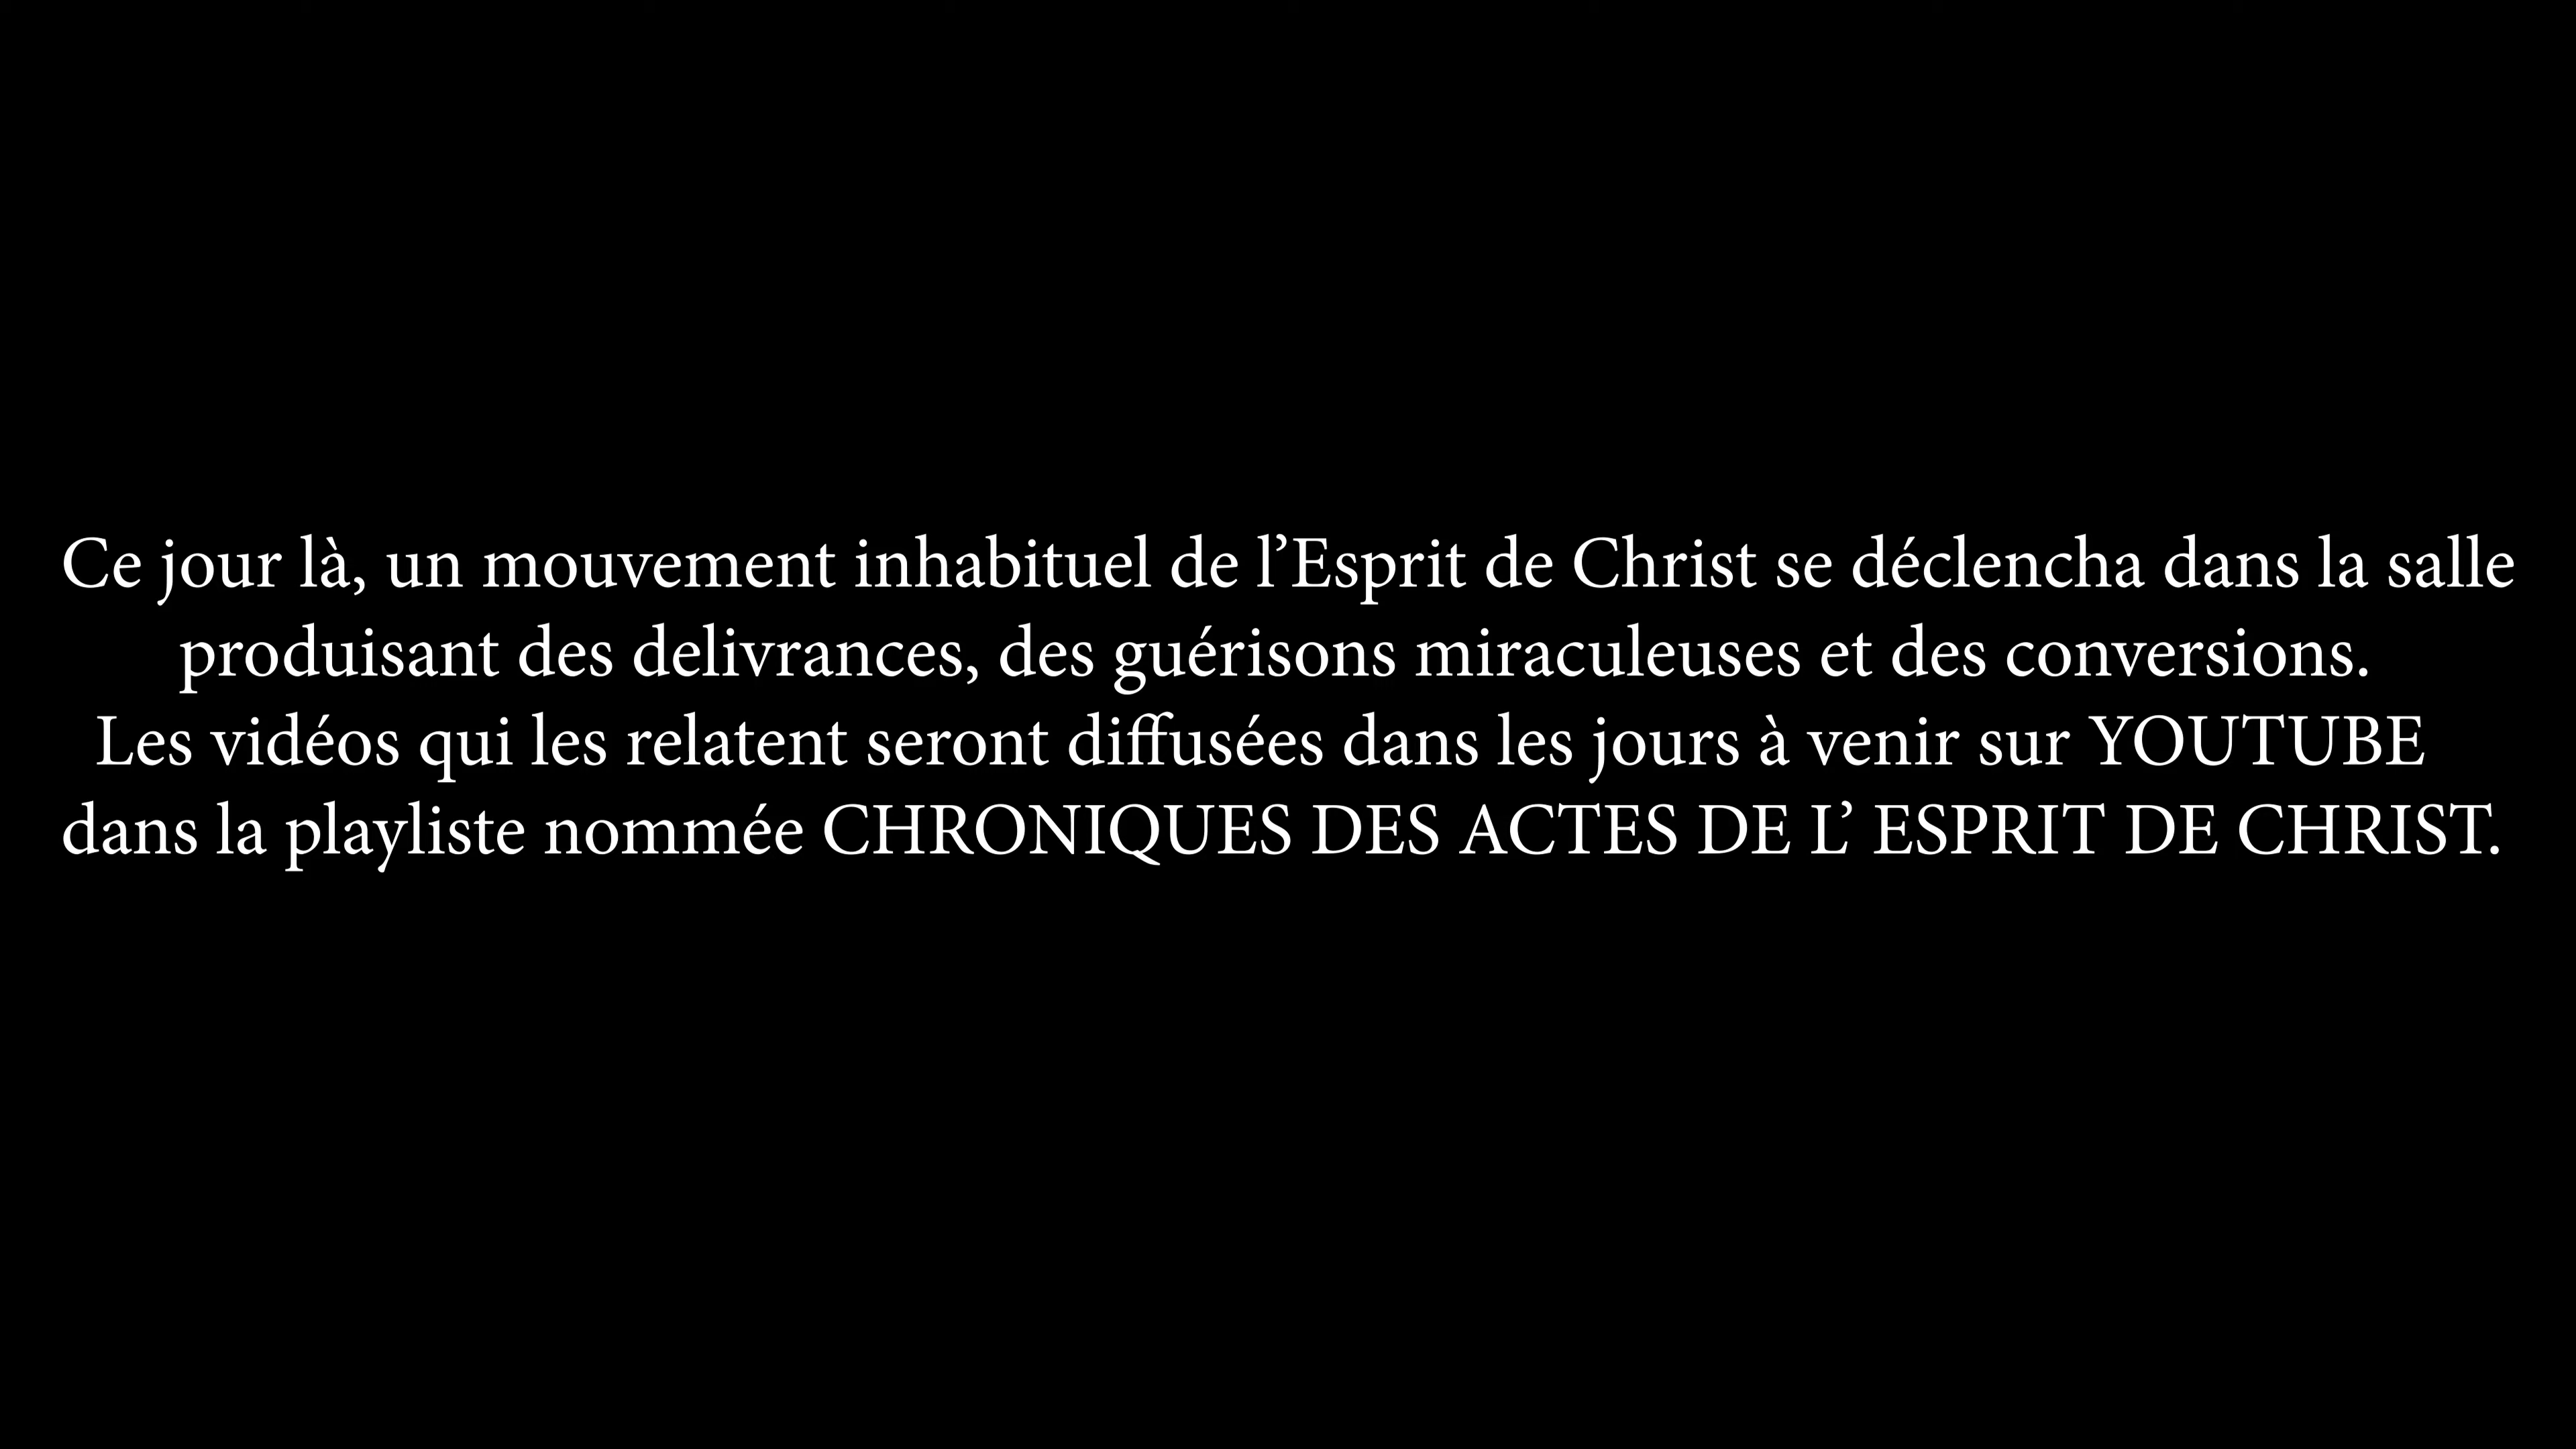 Ce jour là, un mouvement inhabituel de l’Esprit de Christ se déclencha dans la salle
produisant des delivrances, des guérisons miraculeuses et des conversions.
Les vidéos qui les relatent seront diffusées dans les jours à venir sur YOUTUBE
dans la playliste nommée CHRONIQUES DES ACTES DE L’ ESPRIT DE CHRIST.